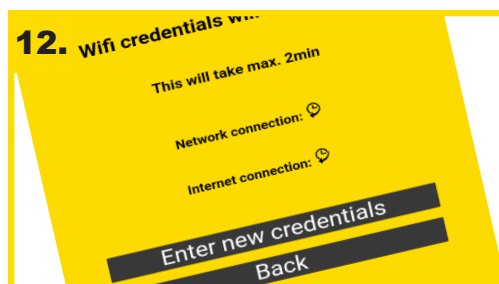 12.
Wifi credentials
This will take max. 2min
Network connection:
Internet connection:
Enter new credentials
Back